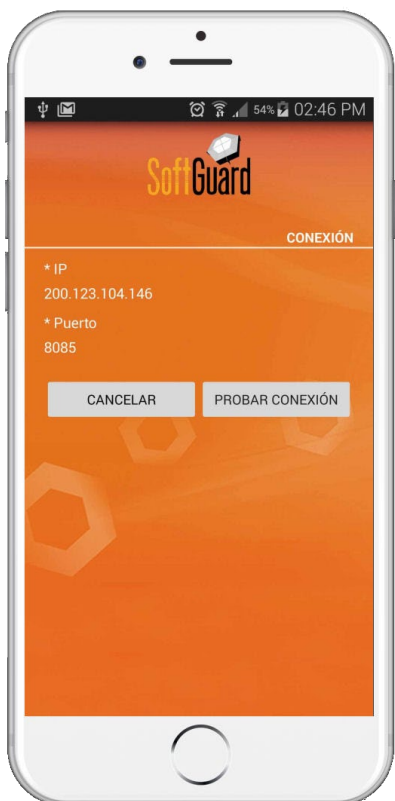 54% 02:46 PM
SoftGuard
CONEXIÓN
* IP
200.123.104.146
* Puerto
8085
CANCELAR PROBAR CONEXIÓN